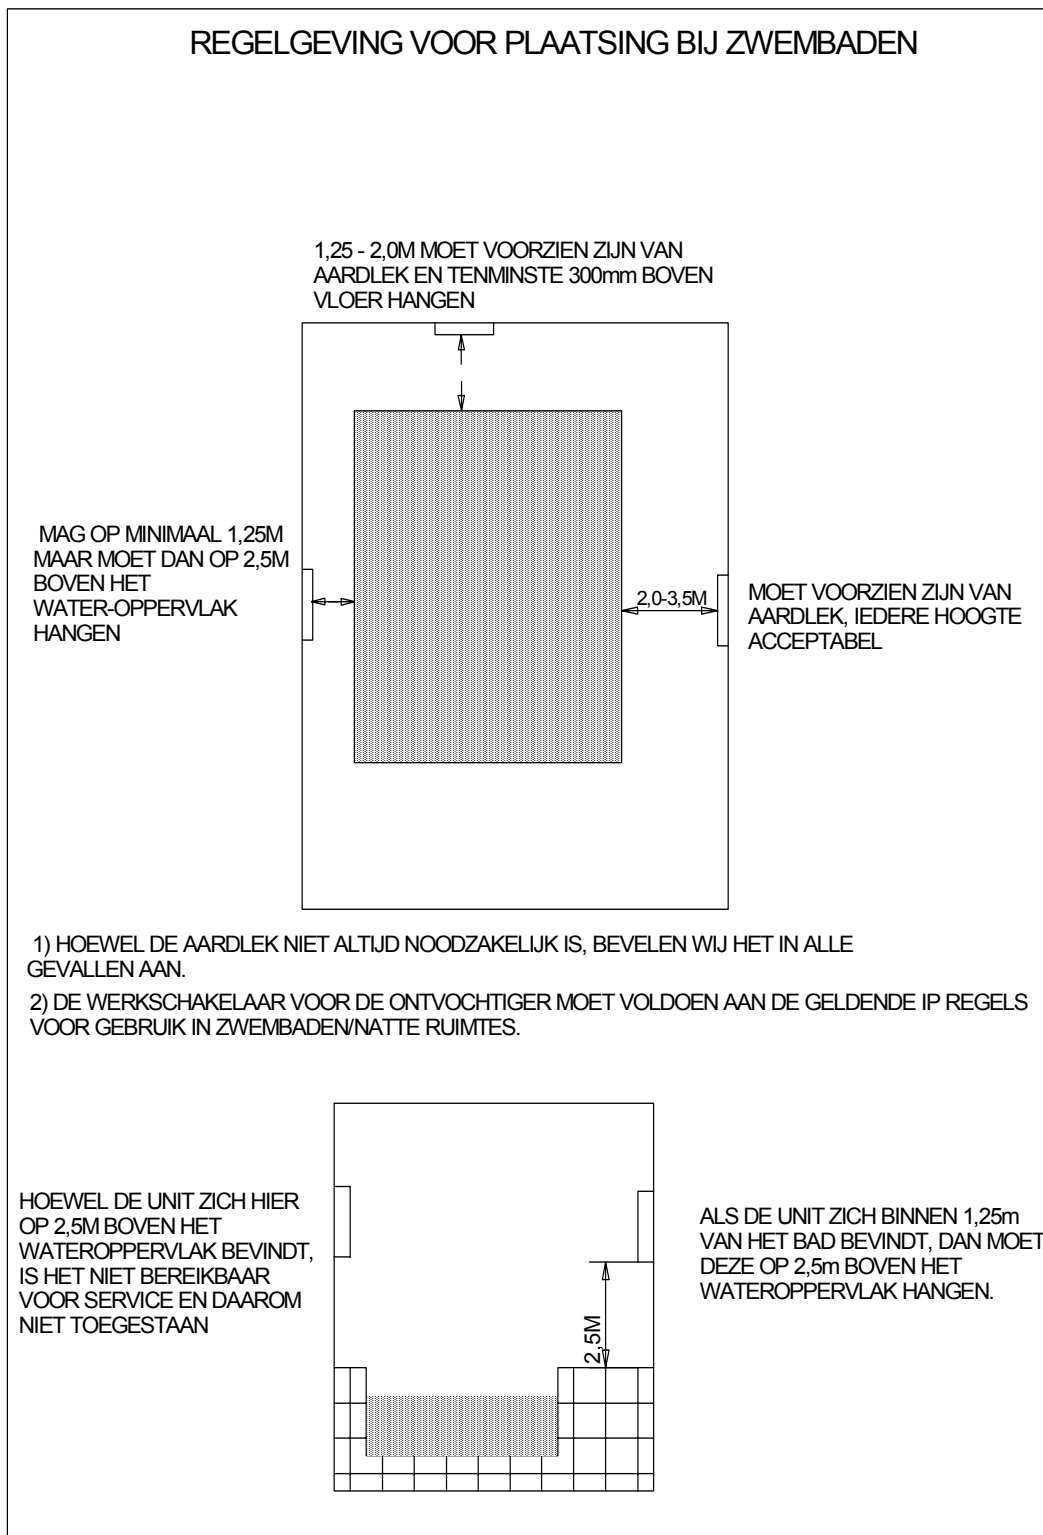 REGELGEVING VOOR PLAATSING BIJ ZWEMBADEN
1,25 - 2,0M MOET VOORZIEN ZIJN VAN
AARDLEK EN TENMINSTE 300mm BOVEN
VLOER HANGEN
MAG OP MINIMAAL 1,25M
MAAR MOET DAN OP 2,5M
BOVEN HET
WATER-OPPERVLAK
HANGEN
2,0-3,5M
MOET VOORZIEN ZIJN VAN
AARDLEK, IEDERE HOOGTE
ACCEPTABEL
1) HOEWEL DE AARDLEK NIET ALTIJD NOODZAKELIJK IS, BEVELEN WIJ HET IN ALLE
GEVALLEN AAN.
2) DE WERKSCHAKELAAR VOOR DE ONTVOCHTIGER MOET VOLDOEN AAN DE GELDENDE IP REGELS
VOOR GEBRUIK IN ZWEMBADEN/NATTE RUIMTES.
HOEWEL DE UNIT ZICH HIER
OP 2,5M BOVEN HET
WATEROPPERVLAK BEVINDT,
IS HET NIET BEREIKBAAR
VOOR SERVICE EN DAAROM
NIET TOEGESTAAN
2,5M
ALS DE UNIT ZICH BINNEN 1,25m
VAN HET BAD BEVINDT, DAN MOET
DEZE OP 2,5m BOVEN HET
WATEROPPERVLAK HANGEN.